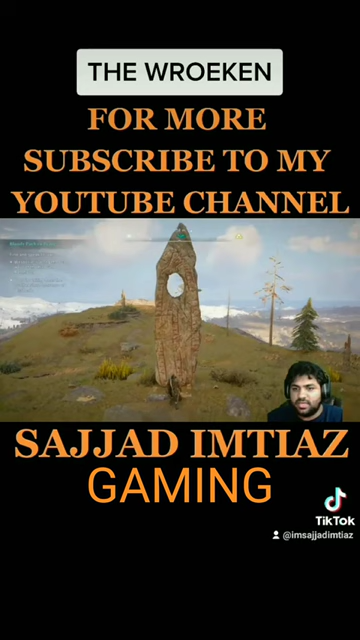 THE WROEKEN
FOR MORE
SUBSCRIBE TO MY
YOUTUBE CHANNEL
SAJJAD IMTIAZ
GAMING
TikTok
@imsajjadimtiaz